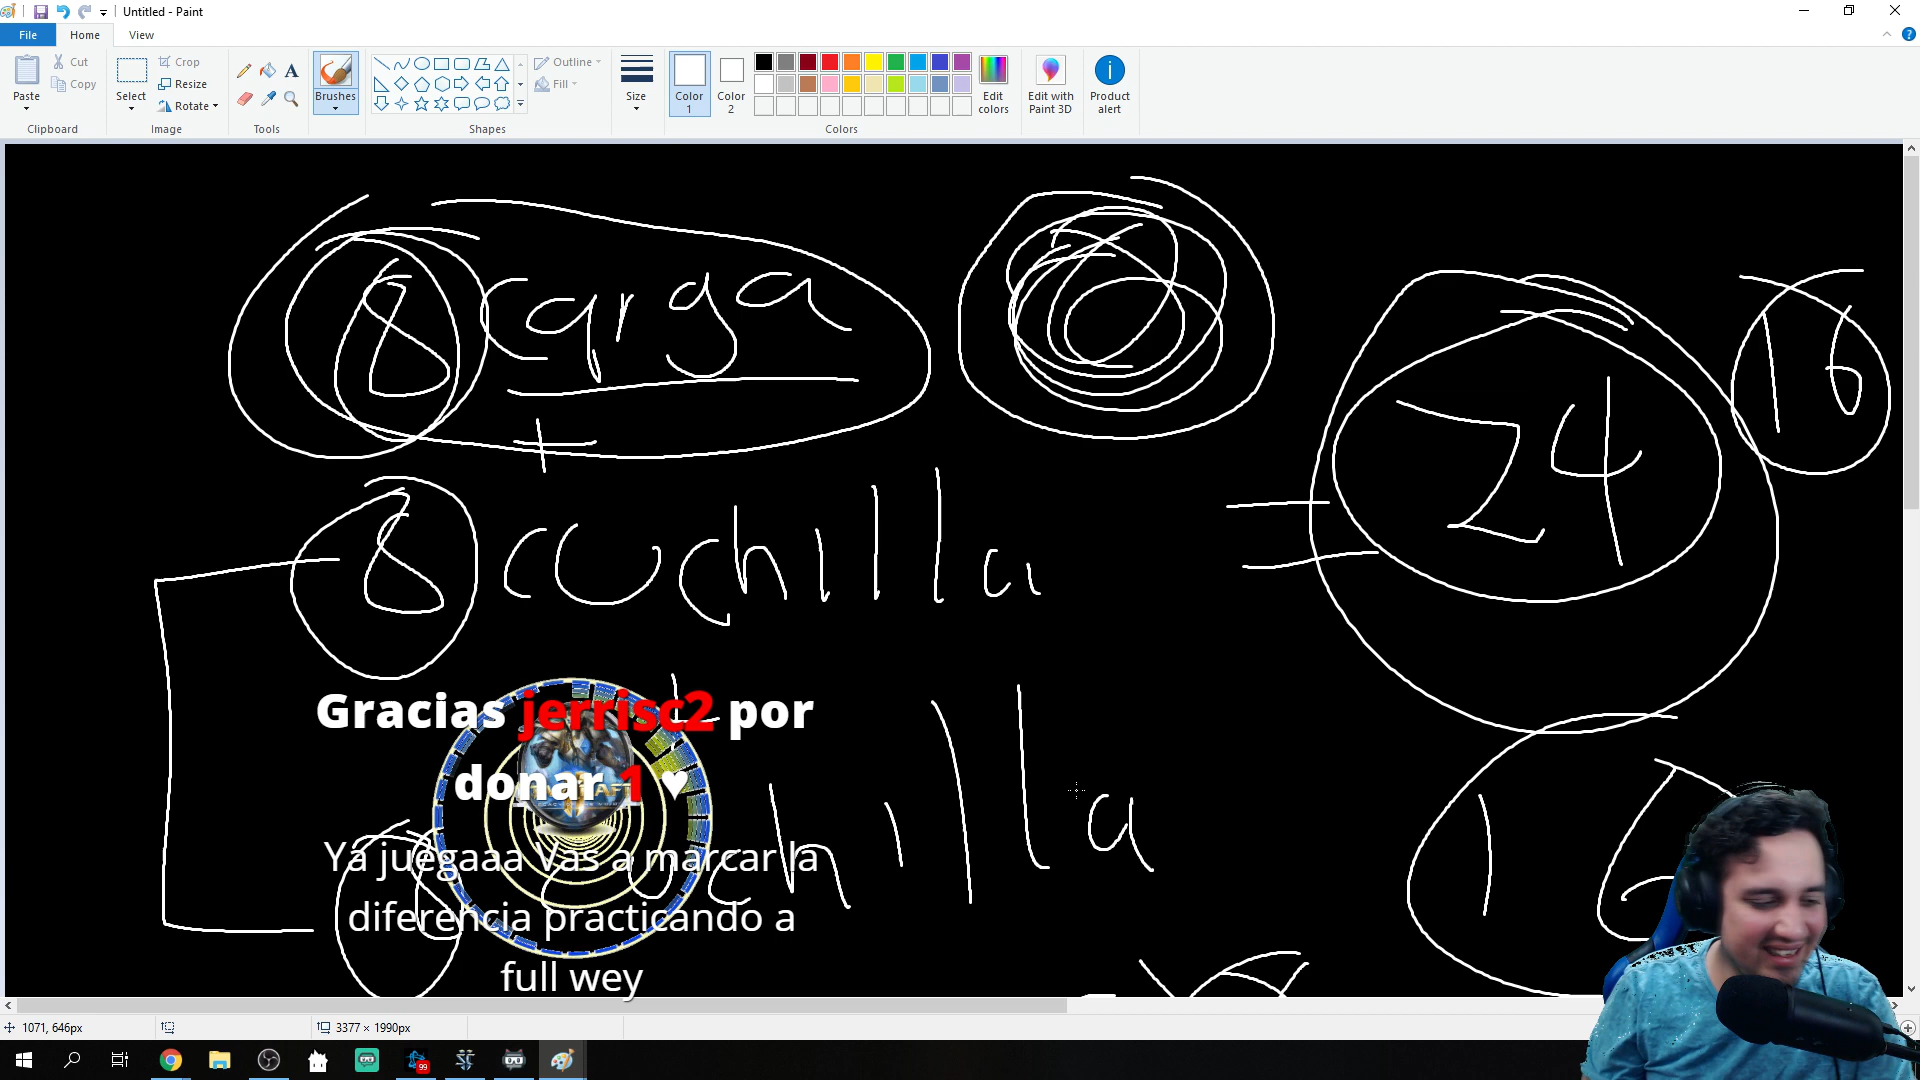 Untitled - Paint
File Home View
Cut
Copy
Paste
Clipboard
Select
Crop
Resize
Rotate
Image
Tools
Brushes
Outline
Fill
Shapes
Size
Color 1
Color 2
Edit colors
Colors
Edit with Paint 3D
Product alert
8 carga
+
8 cuchilla
=
24
16
Gracias jerrisc2 por
donar 1 ♥
Ya juegaaa Vas a marcar la
diferencia practicando a
full wey
8 cuchilla
16
1071, 646px
3377 × 1990px
99